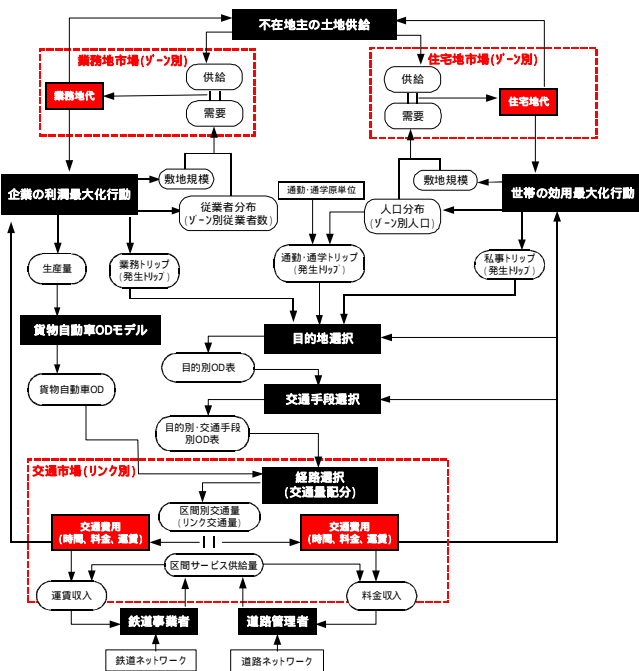 不在地主の土地供給
業務地市場(ゾーン別)
住宅地市場(ゾーン別)
供給
業務地代
需要
供給
住宅地代
需要
企業の利潤最大化行動
敷地規模
従業者分布
(ゾーン別従業者数)
通勤・通学原単位
人口分布
(ゾーン別人口)
敷地規模
世帯の効用最大化行動
生産量
業務トリップ
(発生トリップ)
通勤・通学トリップ
(発生トリップ)
私事トリップ
(発生トリップ)
貨物自動車ODモデル
目的地選択
目的別OD表
貨物自動車OD
交通手段選択
目的別・交通手段
別OD表
交通市場(リンク別)
経路選択
(交通量配分)
区間別交通量
(リンク交通量)
交通費用
(時間、料金、運賃)
交通費用
(時間、料金、運賃)
区間サービス供給量
運賃収入
料金収入
鉄道事業者
道路管理者
鉄道ネットワーク
道路ネットワーク